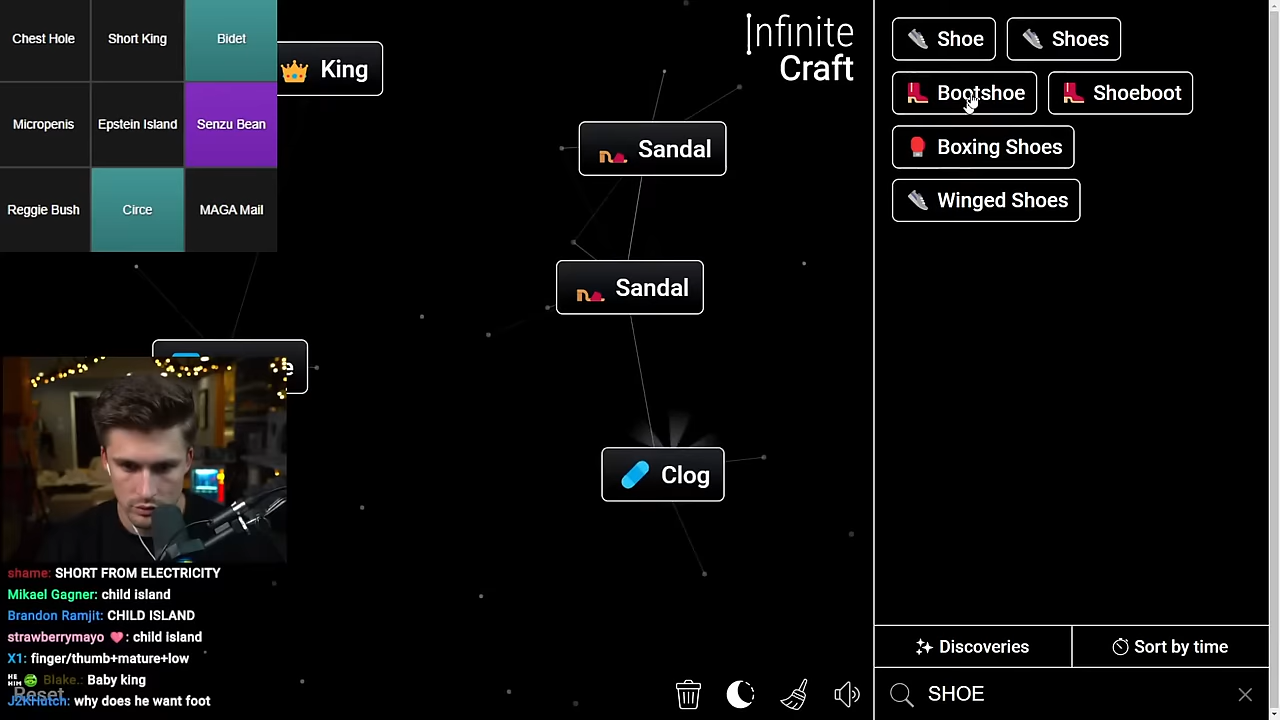 Chest Hole
Short King
Bidet
Micropenis
Epstein Island
Senzu Bean
Reggie Bush
Circe
MAGA Mail
King
Infinite
Craft
Sandal
Sandal
Clog
Shoe
Shoes
Bootshoe
Shoeboot
Boxing Shoes
Winged Shoes
shame: SHORT FROM ELECTRICITY
Mikael Gagner: child island
Brandon Ramjit: CHILD ISLAND
strawberrymayo 💗: child island
X1: finger/thumb+mature+low
Blake.: Baby king
Reset
J2KHutch: why does he want foot
Discoveries
Sort by time
SHOE